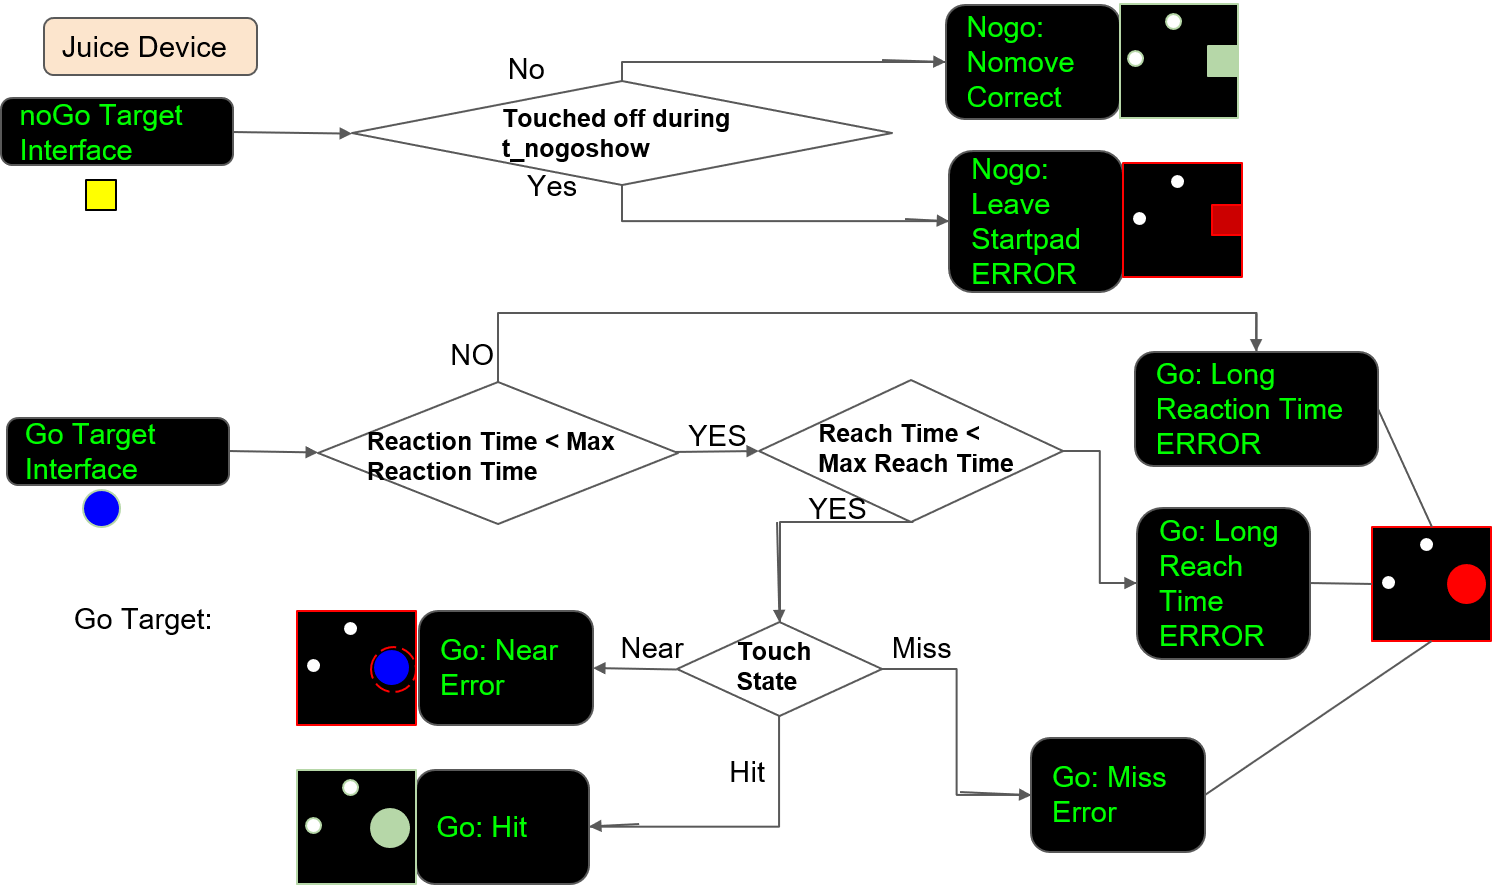 Juice Device
noGo Target
Interface
No
Touched off during
t_nogoshow
Yes
Nogo:
Nomove
Correct
Nogo:
Leave
Startpad
ERROR
NO
Go Target
Interface
Reaction Time < Max
Reaction Time
YES
Reach Time <
Max Reach Time
YES
Go: Long
Reaction Time
ERROR
Go: Long
Reach
Time
ERROR
Go Target:
Go: Near
Error
Near
Touch
State
Miss
Hit
Go: Hit
Go: Miss
Error